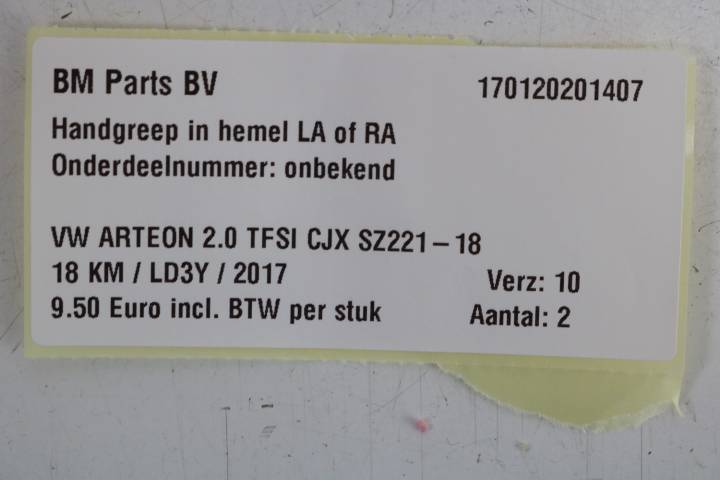 BM Parts BV 170120201407
Handgreep in hemel LA of RA
Onderdeelnummer: onbekend
VW ARTEON 2.0 TFSI CJX SZ221-18
18 KM / LD3Y / 2017 Verz: 10
9.50 Euro incl. BTW per stuk Aantal: 2